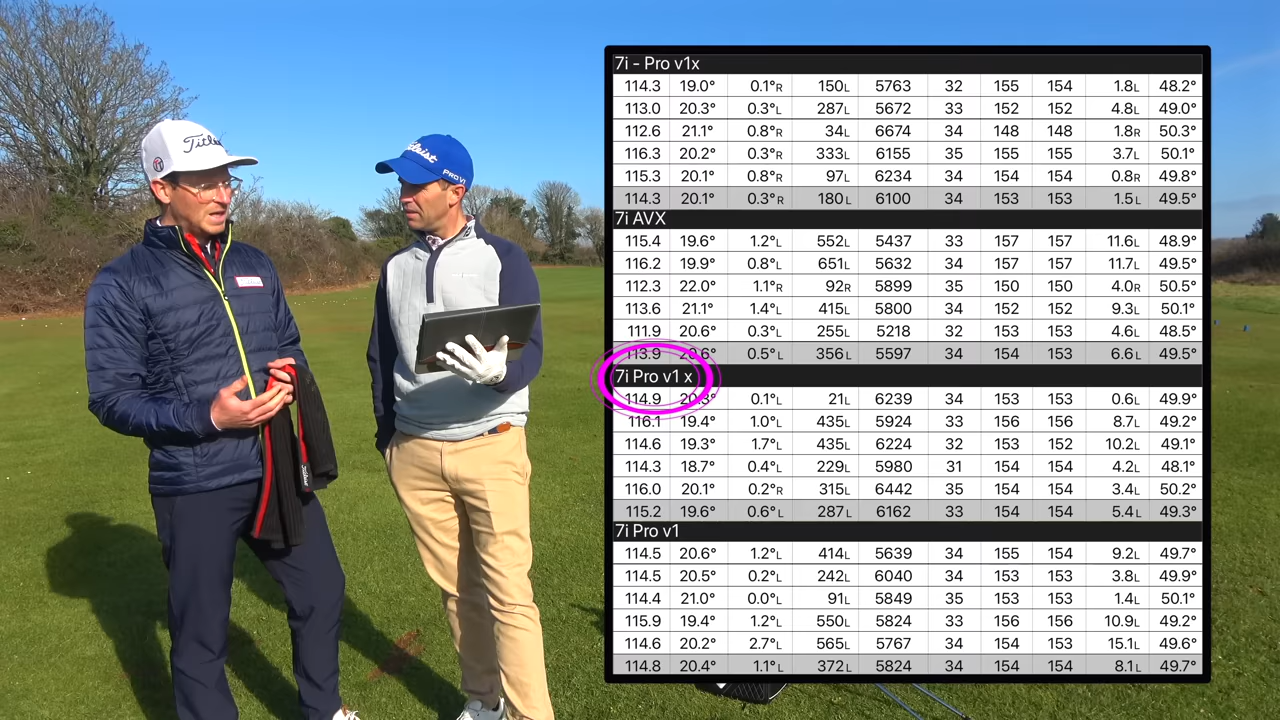 Titleist
Titleist
PRO V1
7i - Pro v1x
114.3 19.0° 0.1°R 150L 5763 32 155 154 1.8L 48.2°
113.0 20.3° 0.3°L 287L 5672 33 152 152 4.8L 49.0°
112.6 21.1° 0.8°R 34L 6674 34 148 148 1.8R 50.3°
116.3 20.2° 0.3°R 333L 6155 35 155 155 3.7L 50.1°
115.3 20.1° 0.8°R 97L 6234 34 154 154 0.8R 49.8°
114.3 20.1° 0.3°R 180L 6100 34 153 153 1.5L 49.5°
7i AVX
115.4 19.6° 1.2°L 552L 5437 33 157 157 11.6L 48.9°
116.2 19.9° 0.8°L 651L 5632 34 157 157 11.7L 49.5°
112.3 22.0° 1.1°R 92R 5899 35 150 150 4.0R 50.5°
113.6 21.1° 1.4°L 415L 5800 34 152 152 9.3L 50.1°
111.9 20.6° 0.3°L 255L 5218 32 153 153 4.6L 48.5°
113.9 20.6° 0.5°L 356L 5597 34 154 153 6.6L 49.5°
7i Pro v1 x
114.9 20.3° 0.1°L 21L 6239 34 153 153 0.6L 49.9°
116.1 19.4° 1.0°L 435L 5924 33 156 156 8.7L 49.2°
114.6 19.3° 1.7°L 435L 6224 32 153 152 10.2L 49.1°
114.3 18.7° 0.4°L 229L 5980 31 154 154 4.2L 48.1°
116.0 20.1° 0.2°R 315L 6442 35 154 154 3.4L 50.2°
115.2 19.6° 0.6°L 287L 6162 33 154 154 5.4L 49.3°
7i Pro v1
114.5 20.6° 1.2°L 414L 5639 34 155 154 9.2L 49.7°
114.5 20.5° 0.2°L 242L 6040 34 153 153 3.8L 49.9°
114.4 21.0° 0.0°L 91L 5849 35 153 153 1.4L 50.1°
115.9 19.4° 1.2°L 550L 5824 33 156 156 10.9L 49.2°
114.6 20.2° 2.7°L 565L 5767 34 154 153 15.1L 49.6°
114.8 20.4° 1.1°L 372L 5824 34 154 154 8.1L 49.7°